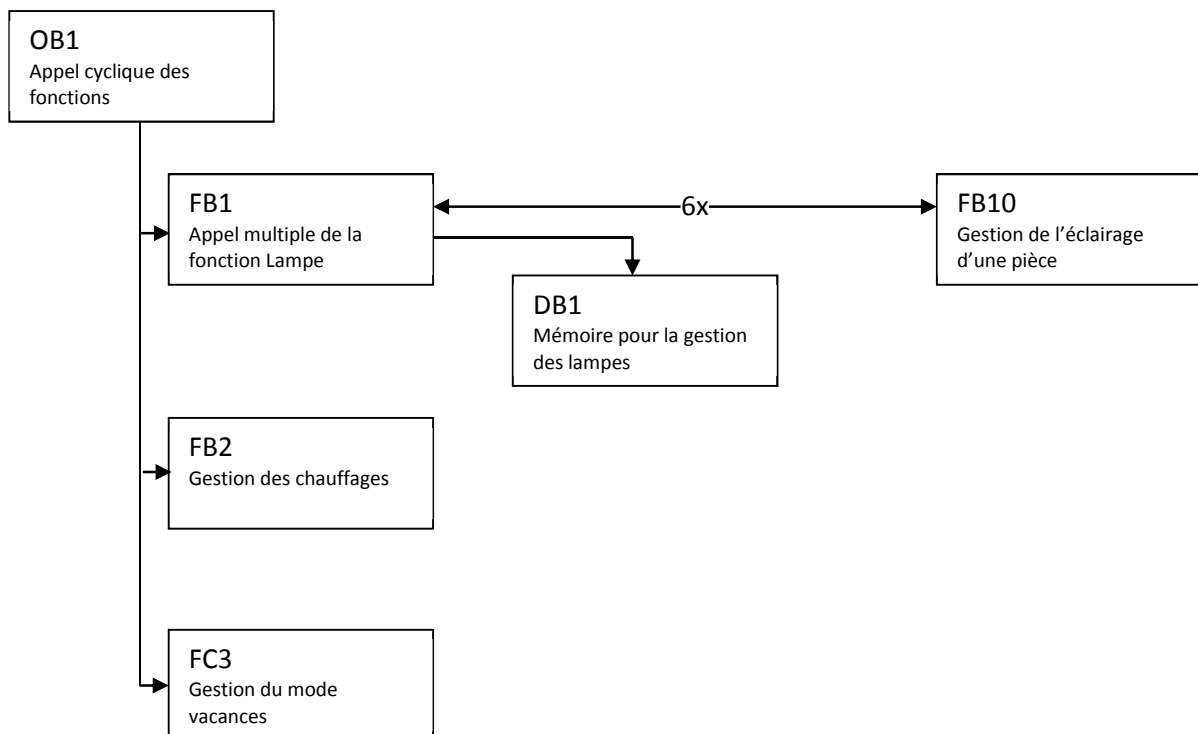 OB1
Appel cyclique des
fonctions
FB1
Appel multiple de la
fonction Lampe
6x
FB10
Gestion de l’éclairage
d’une pièce
DB1
Mémoire pour la gestion
des lampes
FB2
Gestion des chauffages
FC3
Gestion du mode
vacances